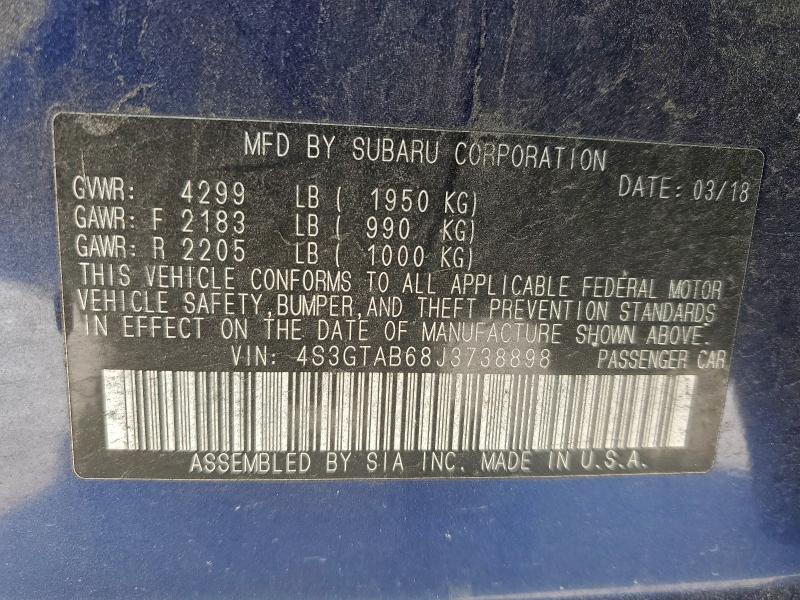 MFD BY SUBARU CORPORATION
DATE: 03/18
GVWR: 4299 LB ( 1950 KG)
GAWR: F 2183 LB ( 990 KG)
GAWR: R 2205 LB ( 1000 KG)
THIS VEHICLE CONFORMS TO ALL APPLICABLE FEDERAL MOTOR
VEHICLE SAFETY,BUMPER,AND THEFT PREVENTION STANDARDS
IN EFFECT ON THE DATE OF MANUFACTURE SHOWN ABOVE.
VIN: 4S3GTAB68J3738898 PASSENGER CAR
ASSEMBLED BY SIA INC. MADE IN U.S.A.